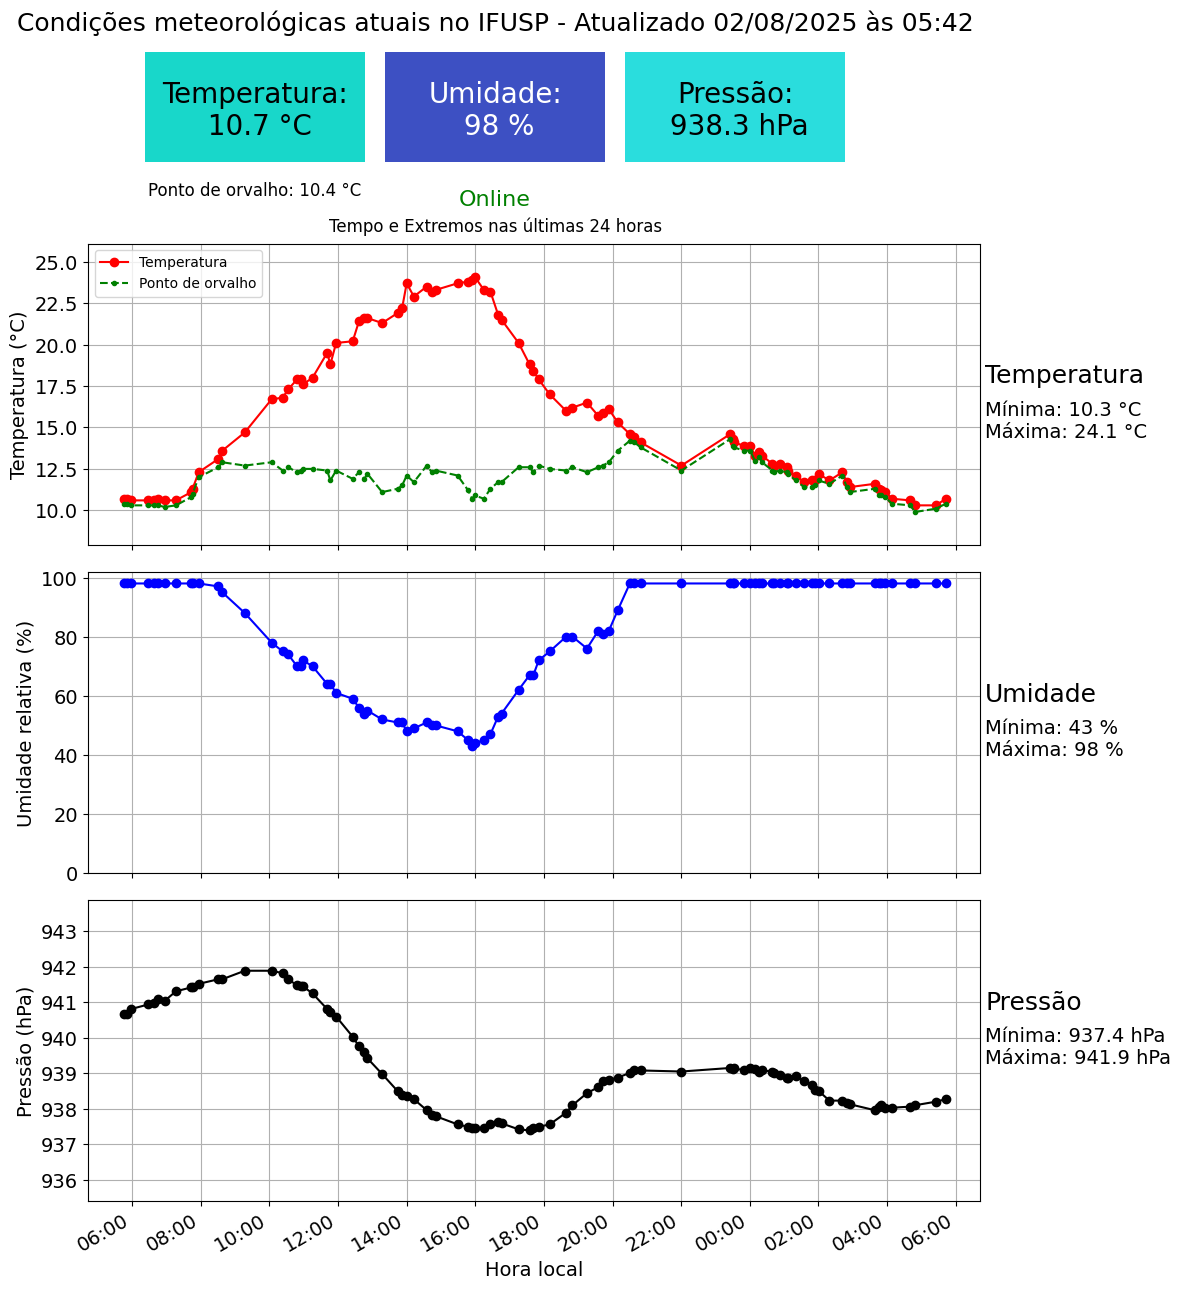 Condições meteorológicas atuais no IFUSP - Atualizado 02/08/2025 às 05:42
Temperatura:
10.7 °C
Umidade:
98 %
Pressão:
938.3 hPa
Ponto de orvalho: 10.4 °C
Online
Tempo e Extremos nas últimas 24 horas
Temperatura (°C)
25.0
22.5
20.0
17.5
15.0
12.5
10.0
Temperatura
Ponto de orvalho
Temperatura
Mínima: 10.3 °C
Máxima: 24.1 °C
Umidade relativa (%)
100
80
60
40
20
0
Umidade
Mínima: 43 %
Máxima: 98 %
Pressão (hPa)
943
942
941
940
939
938
937
936
Pressão
Mínima: 937.4 hPa
Máxima: 941.9 hPa
06:00
08:00
10:00
12:00
14:00
16:00
18:00
20:00
22:00
00:00
02:00
04:00
06:00
Hora local